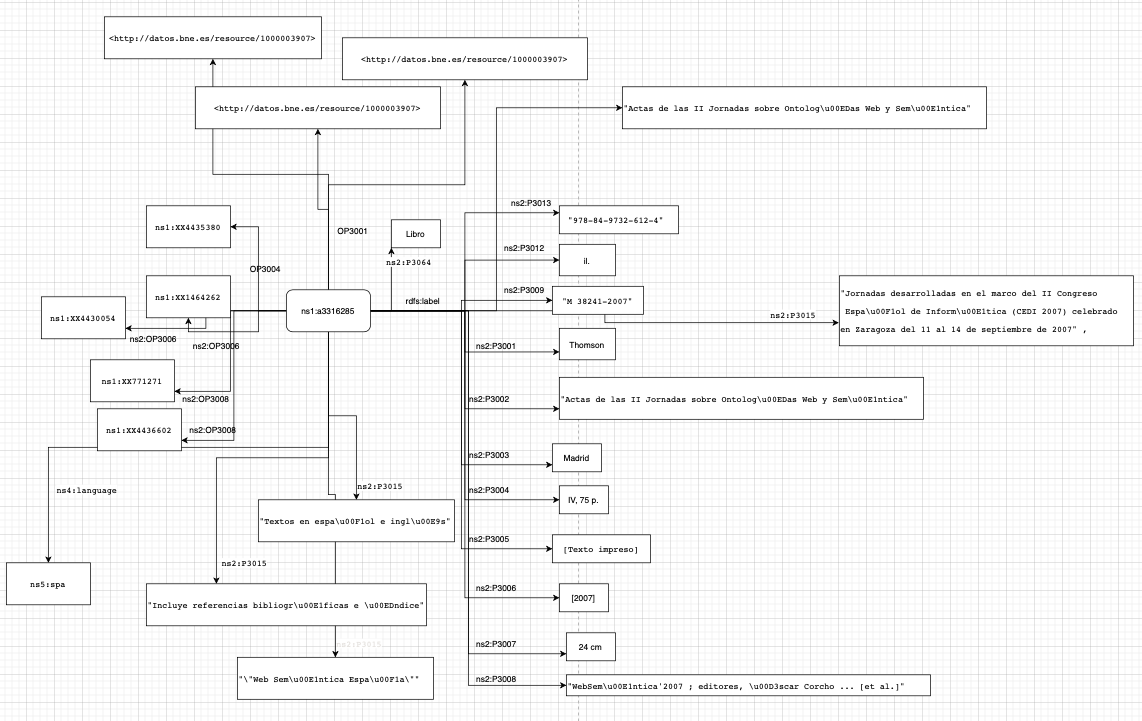 <http://datos.bne.es/resource/1000003907>
<http://datos.bne.es/resource/1000003907>
<http://datos.bne.es/resource/1000003907>
"Actas de las II Jornadas sobre Ontolog\u00EDas Web y Sem\u00E1ntica"
ns2:P3013
"978-84-9732-612-4"
ns1:XX4435380
OP3001
Libro
ns2:P3012
il.
ns2:P3064
OP3004
ns1:XX1464262
ns2:P3009
"M 38241-2007"
rdfs:label
ns1:a3316285
ns1:XX4430054
"Jornadas desarrolladas en el marco del II Congreso
Espa\u00F1ol de Inform\u00E1tica (CEDI 2007) celebrado
en Zaragoza del 11 al 14 de septiembre de 2007" ,
ns2:P3015
ns2:OP3006
ns2:OP3006
ns2:P3001
Thomson
ns1:XX771271
ns2:OP3008
ns2:P3002
"Actas de las II Jornadas sobre Ontolog\u00EDas Web y Sem\u00E1ntica"
ns1:XX4436602
ns2:OP3008
ns2:P3003
Madrid
ns4:language
ns2:P3015
ns2:P3004
IV, 75 p.
"Textos en espa\u00F1ol e ingl\u00E9s"
ns2:P3005
[Texto impreso]
ns2:P3015
ns5:spa
ns2:P3006
[2007]
"Incluye referencias bibliogr\u00E1ficas e \u00EDndice"
ns2:P3015
ns2:P3007
24 cm
"\"Web Sem\u00E1ntica Espa\u00F1a\""
ns2:P3008
"WebSem\u00E1ntica'2007 ; editores, \u00D3scar Corcho ... [et al.]"